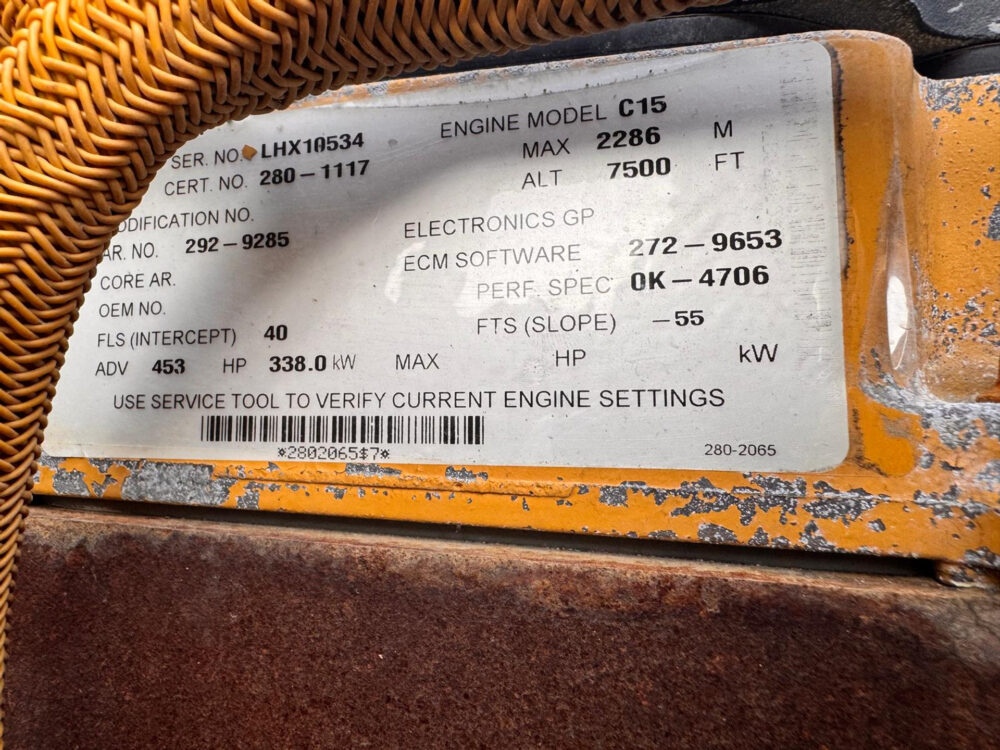 SER. NO. LHX10534 ENGINE MODEL C15
CERT. NO. 280-1117 MAX 2286 M
ALT 7500 FT
ODIFICATION NO.
AR. NO. 292-9285 ELECTRONICS GP
CORE AR. ECM SOFTWARE 272-9653
OEM NO. PERF. SPEC 0K-4706
FLS (INTERCEPT) 40 FTS (SLOPE) -55
ADV 453 HP 338.0 kW MAX HP kW
USE SERVICE TOOL TO VERIFY CURRENT ENGINE SETTINGS
*2802065$7* 280-2065